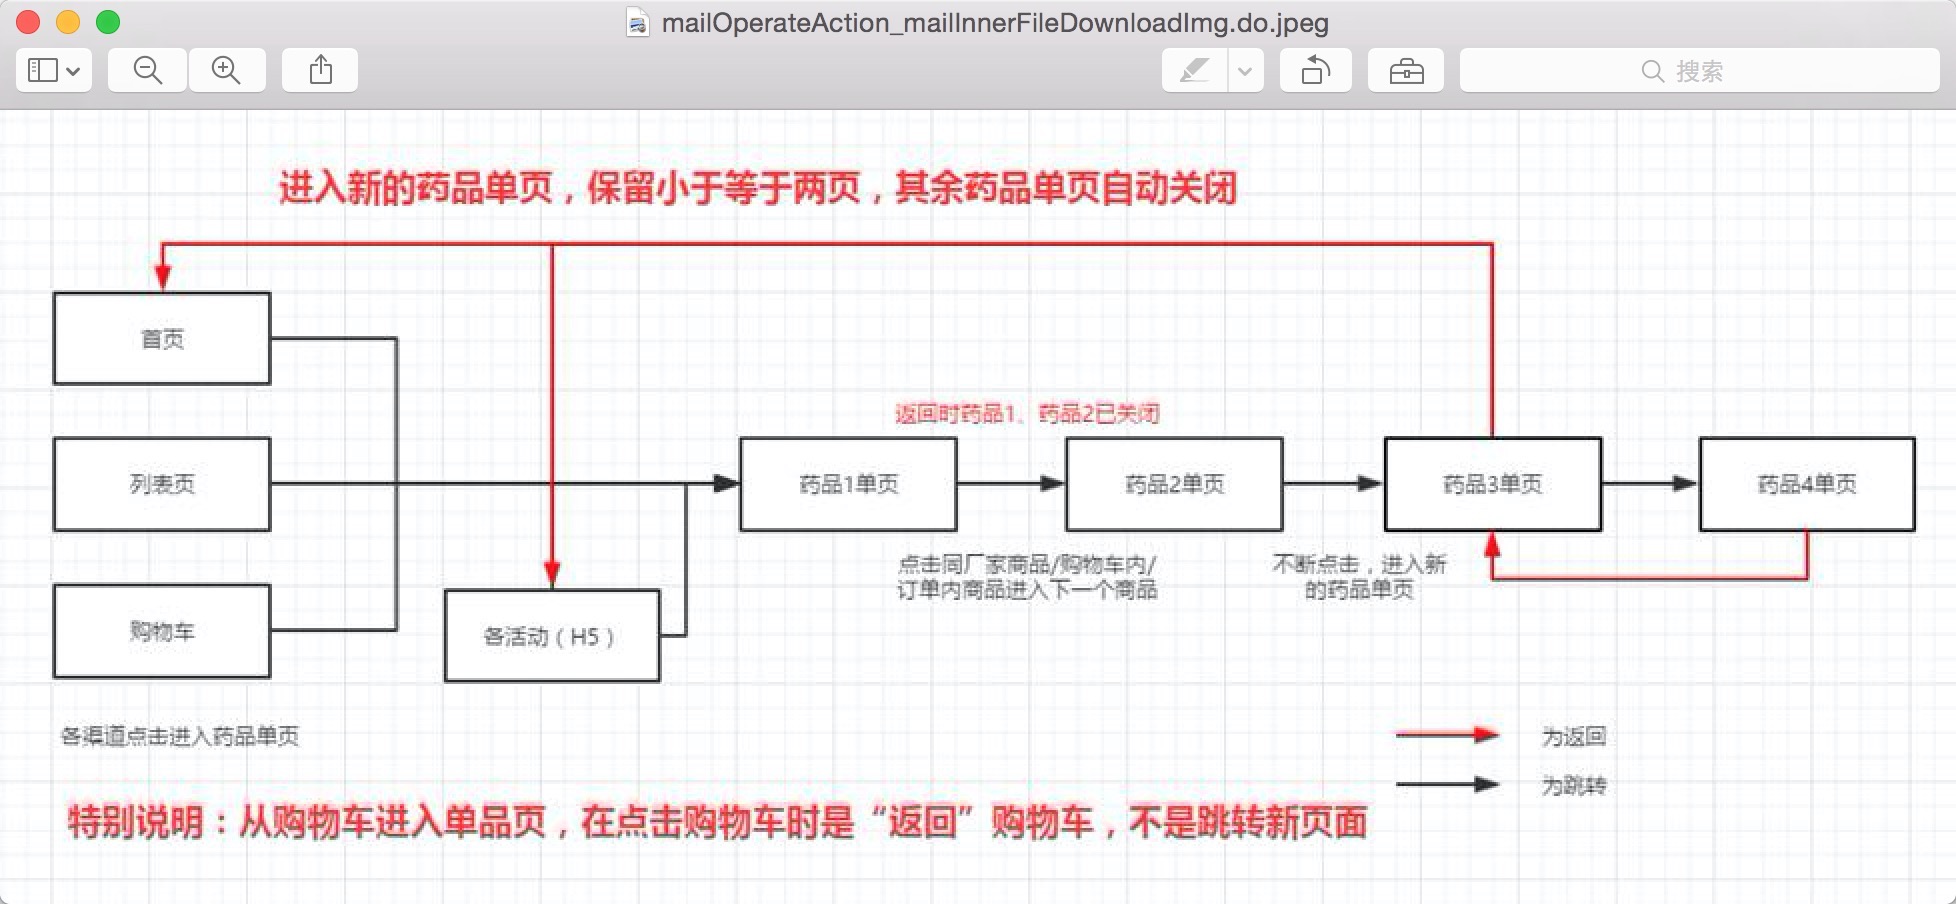 mailOperateAction_mailInnerFileDownloadImg.do.jpeg
搜索
进入新的药品单页，保留小于等于两页，其余药品单页自动关闭
首页
返回时药品1、药品2已关闭
列表页
药品1单页
药品2单页
药品3单页
药品4单页
点击同厂家商品/购物车内/
订单内商品进入下一个商品
不断点击，进入新
的药品单页
购物车
各活动（H5）
各渠道点击进入药品单页
为返回
为跳转
特别说明：从购物车进入单品页，在点击购物车时是“返回”购物车，不是跳转新页面